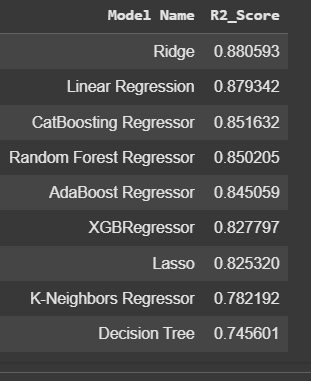 Model Name R2_Score
Ridge 0.880593
Linear Regression 0.879342
CatBoosting Regressor 0.851632
Random Forest Regressor 0.850205
AdaBoost Regressor 0.845059
XGBRegressor 0.827797
Lasso 0.825320
K-Neighbors Regressor 0.782192
Decision Tree 0.745601